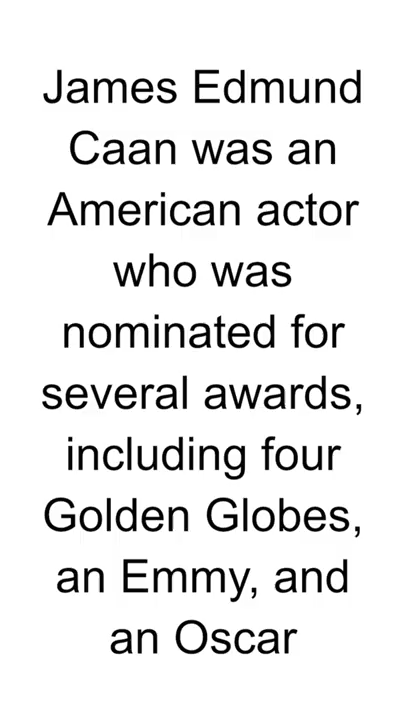 James Edmund
Caan was an
American actor
who was
nominated for
several awards,
including four
Golden Globes,
an Emmy, and
an Oscar